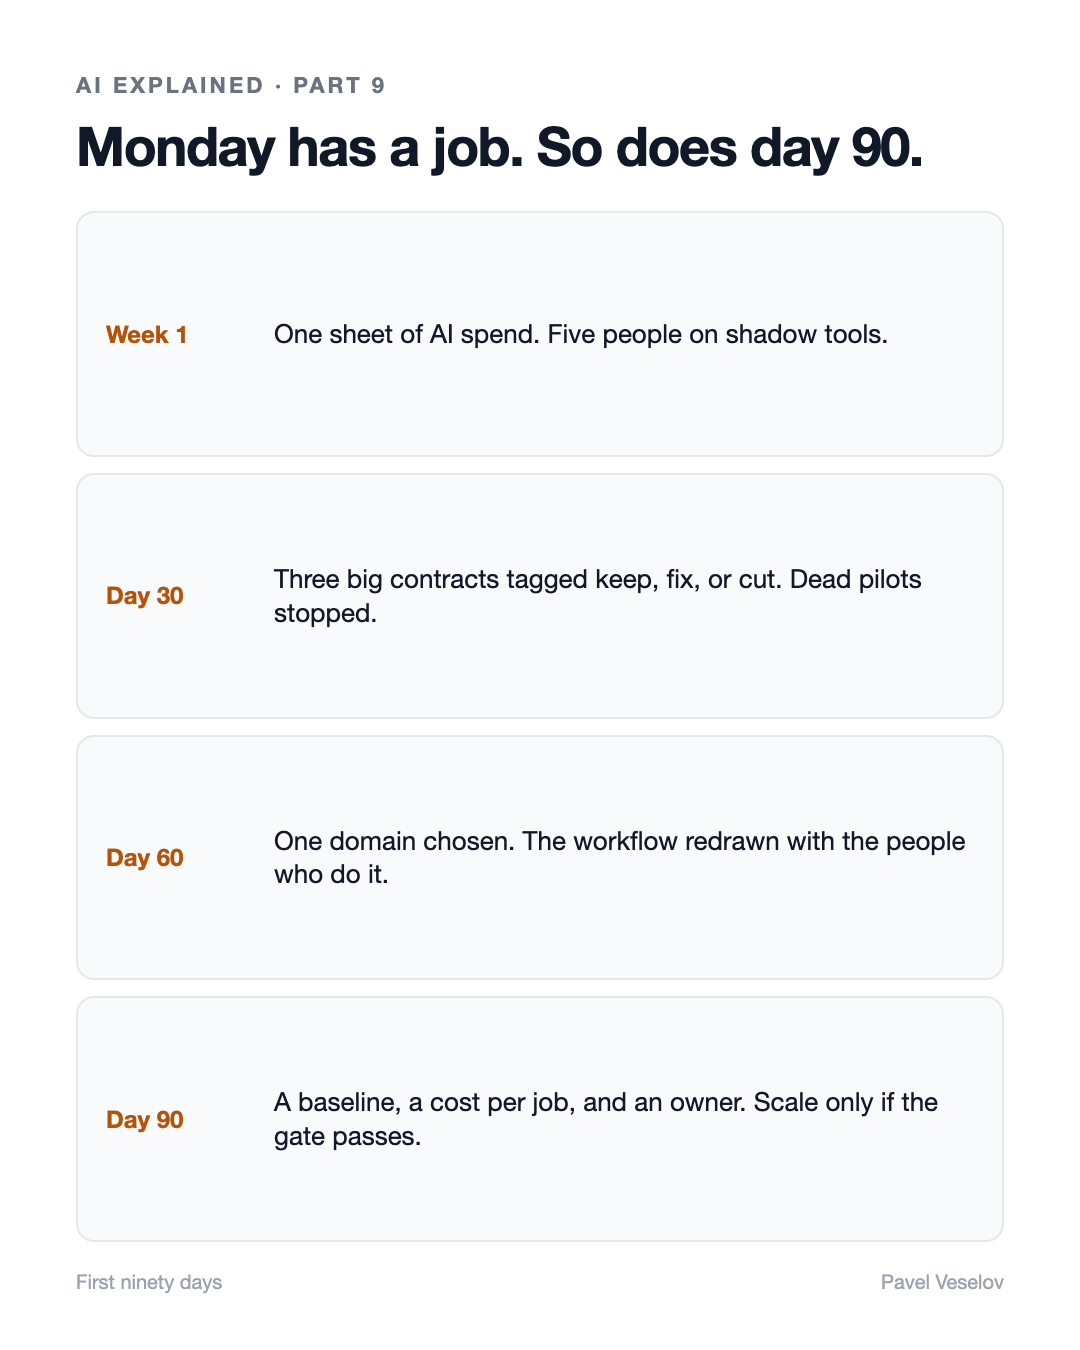 AI EXPLAINED · PART 9
Monday has a job. So does day 90.
Week 1
One sheet of AI spend. Five people on shadow tools.
Day 30
Three big contracts tagged keep, fix, or cut. Dead pilots
stopped.
Day 60
One domain chosen. The workflow redrawn with the people
who do it.
Day 90
A baseline, a cost per job, and an owner. Scale only if the
gate passes.
First ninety days
Pavel Veselov